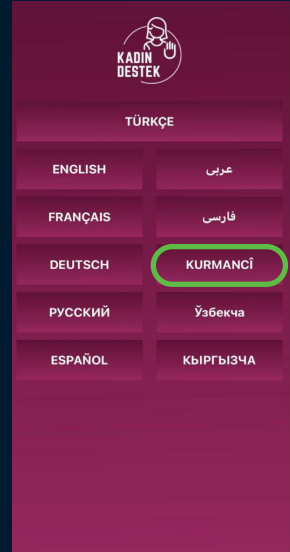 KADIN
DESTEK
TÜRKÇE
ENGLISH
عربى
FRANÇAIS
فارسى
DEUTSCH
KURMANCÎ
РУССКИЙ
Ўзбекча
ESPAÑOL
КЫРГЫЗЧА